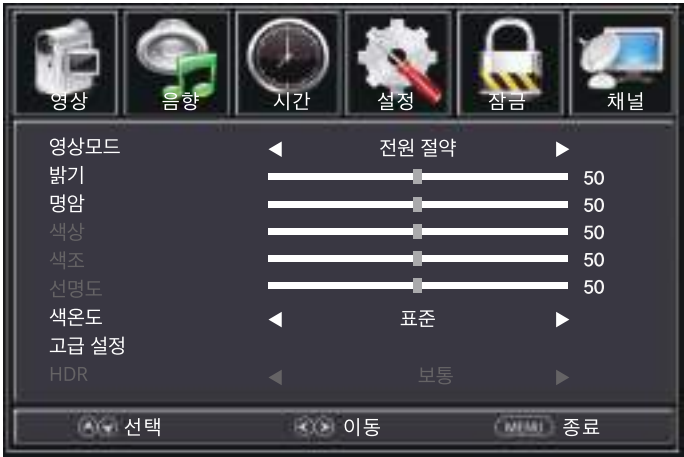 영상 음향 시간 설정 잠금 채널
영상모드 전원 절약
밝기 50
명암 50
색상 50
색조 50
선명도 50
색온도 표준
고급 설정
HDR 보통
선택 이동 MENU 종료